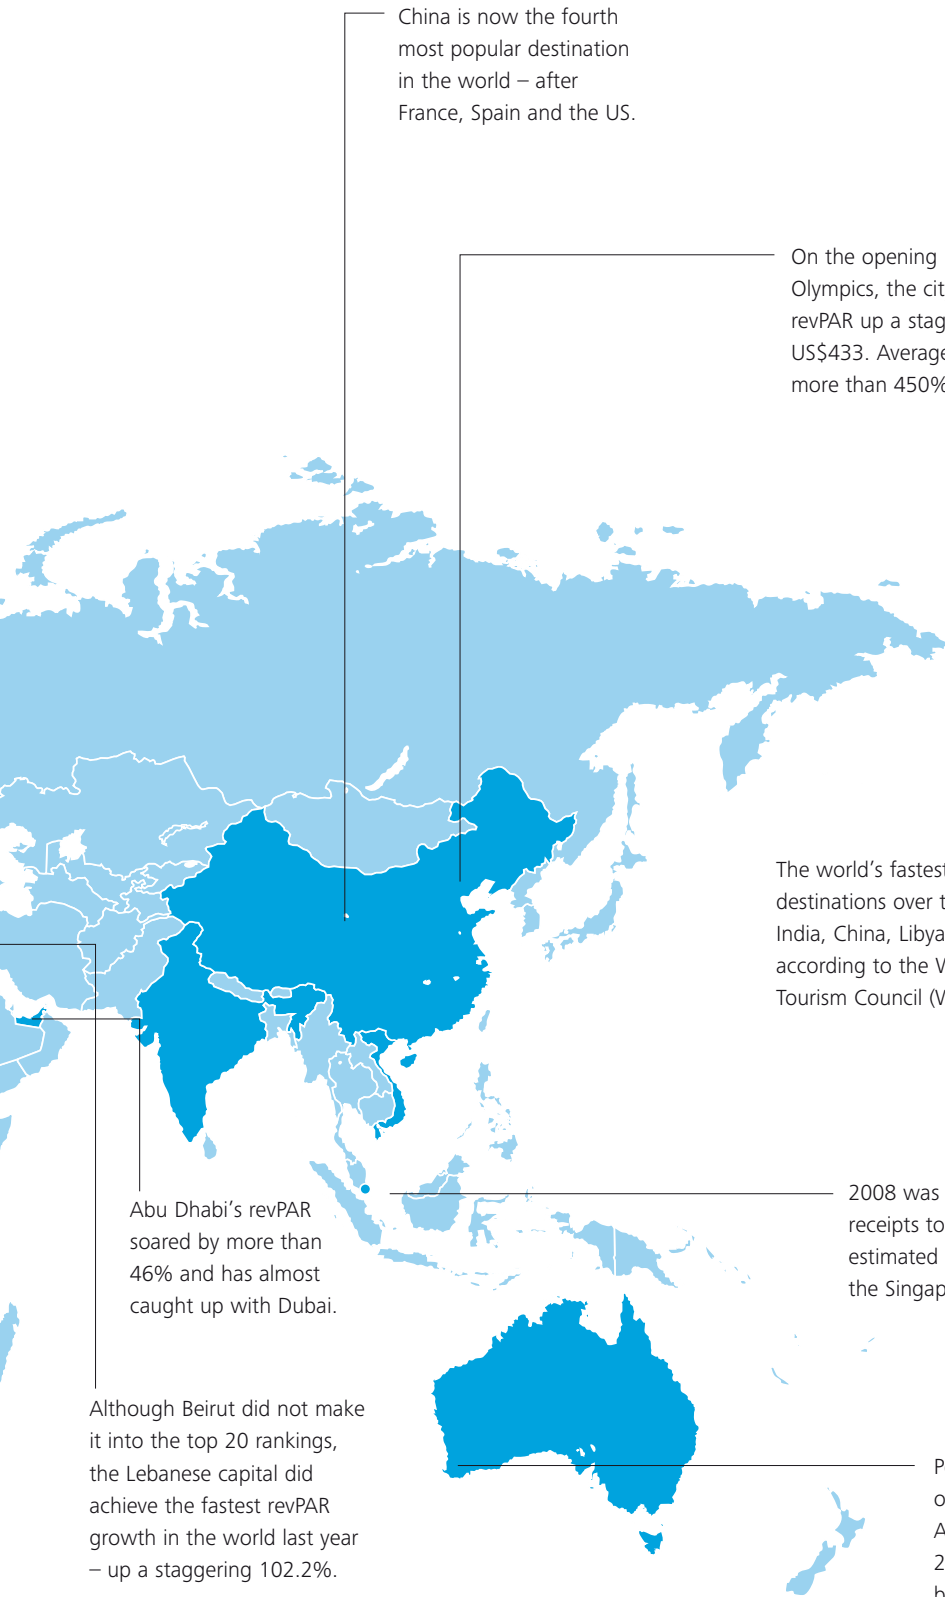 China is now the fourth
most popular destination
in the world – after
France, Spain and the US.
On the opening
Olympics, the
revPAR up a
US$433. Average
more than 450%
The world’s fastest
destinations over
India, China, Libya
according to the
Tourism Council
2008 was
receipts to
estimated
the
Abu Dhabi’s revPAR
soared by more than
46% and has almost
caught up with Dubai.
Although Beirut did not make
it into the top 20 rankings,
the Lebanese capital did
achieve the fastest revPAR
growth in the world last year
– up a staggering 102.2%.